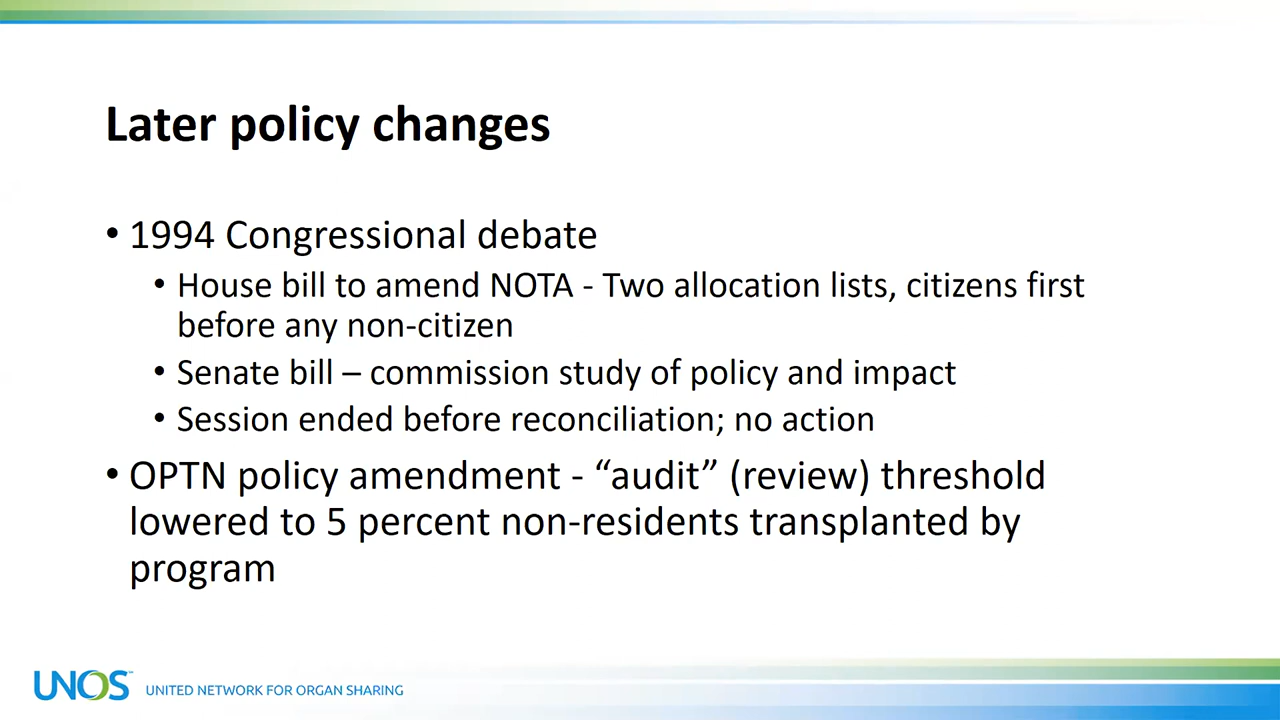 Later policy changes
• 1994 Congressional debate
• House bill to amend NOTA - Two allocation lists, citizens first
before any non-citizen
• Senate bill – commission study of policy and impact
• Session ended before reconciliation; no action
• OPTN policy amendment - “audit” (review) threshold
lowered to 5 percent non-residents transplanted by
program
UNOS™ UNITED NETWORK FOR ORGAN SHARING